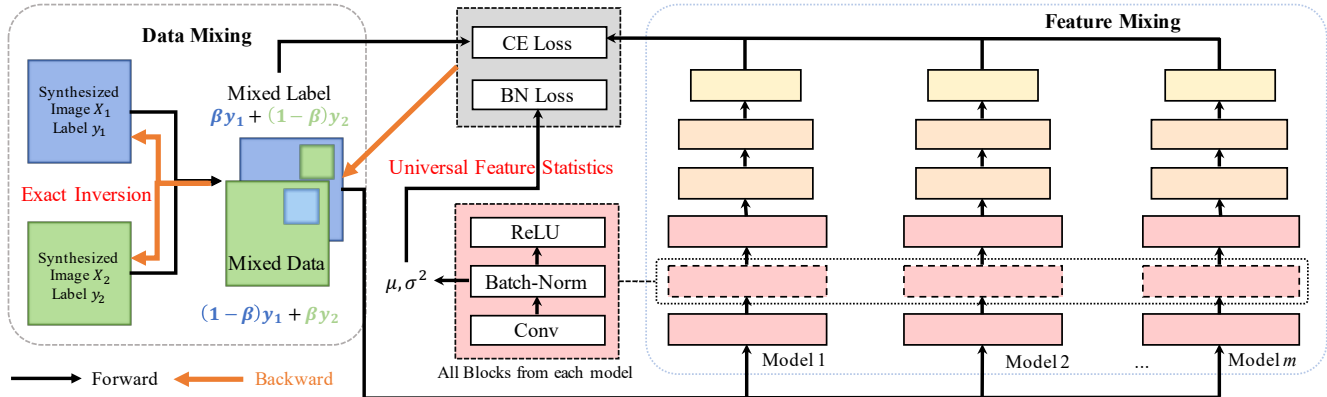 Data Mixing
Synthesized
Image X₁
Label y₁
Exact Inversion
Synthesized
Image X₂
Label y₂
Mixed Label
βy₁ + (1 − β)y₂
Mixed Data
(1 − β)y₁ + βy₂
Forward
Backward
CE Loss
BN Loss
Universal Feature Statistics
ReLU
Batch-Norm
Conv
μ, σ²
All Blocks from each model
Feature Mixing
Model 1
Model 2
...
Model m